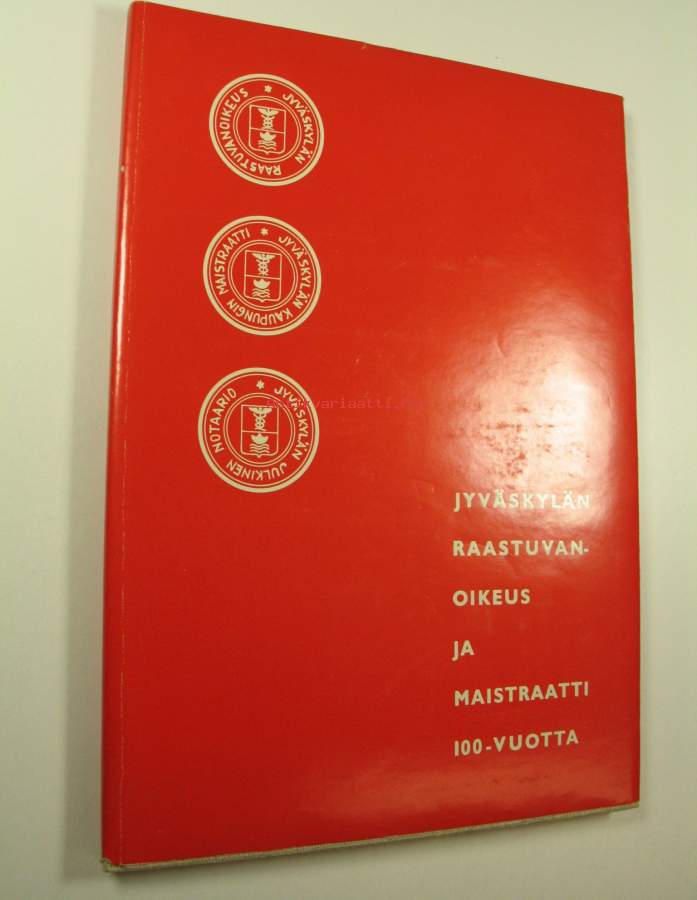 JYVÄSKYLÄN RAASTUVANOIKEUS *
JYVÄSKYLÄN KAUPUNGIN MAISTRAATTI *
JYVÄSKYLÄN JULKINEN NOTAARIO *
JYVÄSKYLÄN
RAASTUVAN-
OIKEUS
JA
MAISTRAATTI
100-VUOTTA